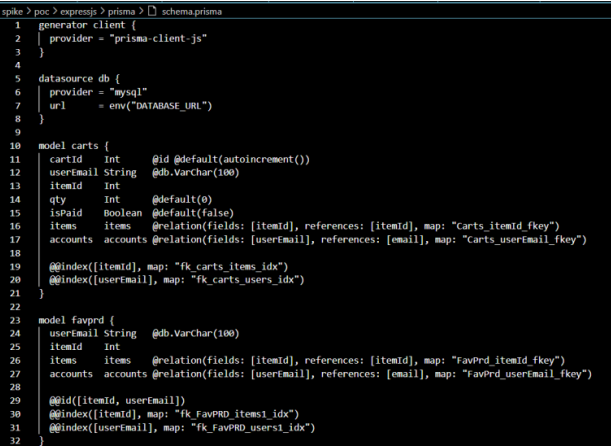 spike > poc > expressjs > prisma > schema.prisma
1 generator client {
2   provider = "prisma-client-js"
3 }
4
5 datasource db {
6   provider = "mysql"
7   url      = env("DATABASE_URL")
8 }
9
10 model carts {
11   cartId    Int      @id @default(autoincrement())
12   userEmail String   @db.VarChar(100)
13   itemId    Int
14   qty       Int      @default(0)
15   isPaid    Boolean  @default(false)
16   items     items    @relation(fields: [itemId], references: [itemId], map: "Carts_itemId_fkey")
17   accounts  accounts @relation(fields: [userEmail], references: [email], map: "Carts_userEmail_fkey")
18
19   @@index([itemId], map: "fk_carts_items_idx")
20   @@index([userEmail], map: "fk_carts_users_idx")
21 }
22
23 model favprd {
24   userEmail String   @db.VarChar(100)
25   itemId    Int
26   items     items    @relation(fields: [itemId], references: [itemId], map: "FavPrd_itemId_fkey")
27   accounts  accounts @relation(fields: [userEmail], references: [email], map: "FavPrd_userEmail_fkey")
28
29   @@id([itemId, userEmail])
30   @@index([itemId], map: "fk_FavPRD_items1_idx")
31   @@index([userEmail], map: "fk_FavPRD_users1_idx")
32 }